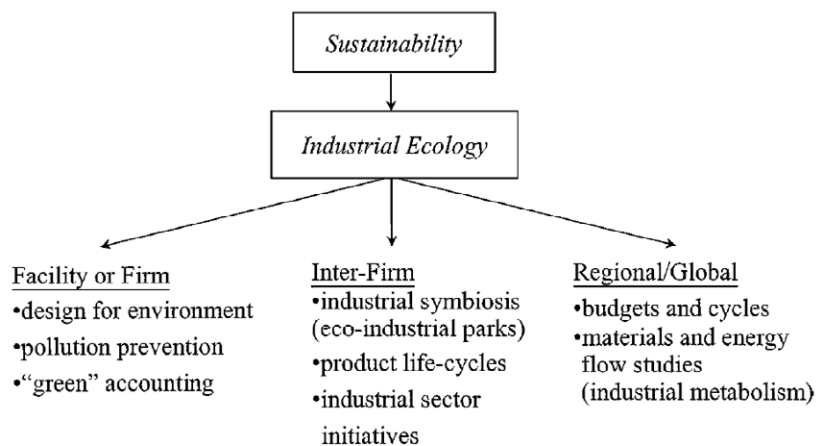 Sustainability
Industrial Ecology
Facility or Firm
•design for environment
•pollution prevention
•“green” accounting
Inter-Firm
•industrial symbiosis
(eco-industrial parks)
•product life-cycles
•industrial sector
initiatives
Regional/Global
•budgets and cycles
•materials and energy
flow studies
(industrial metabolism)